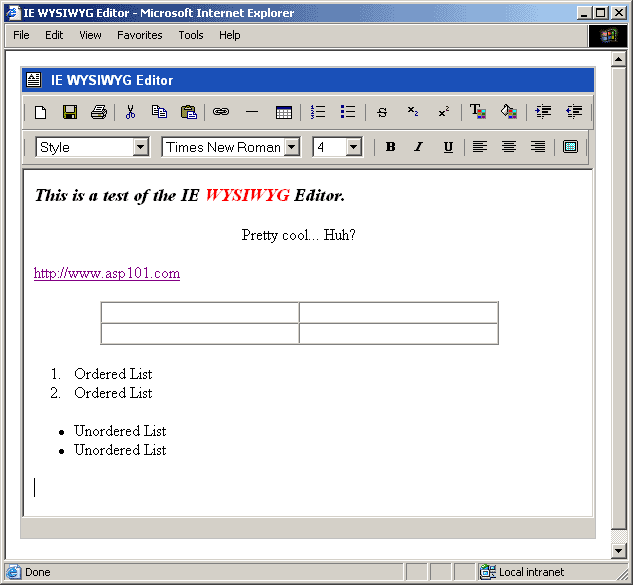 IE WYSIWYG Editor - Microsoft Internet Explorer
File Edit View Favorites Tools Help
IE WYSIWYG Editor
S x₂ x² T
Style Times New Roman 4 B I U
This is a test of the IE WYSIWYG Editor.
Pretty cool... Huh?
http://www.asp101.com
1. Ordered List
2. Ordered List
• Unordered List
• Unordered List
Done Local intranet